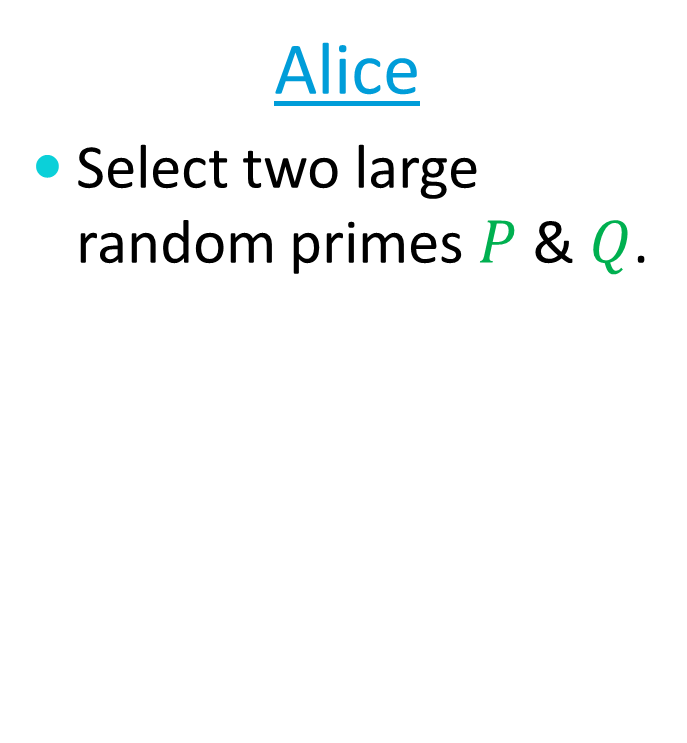 Alice
• Select two large
random primes P & Q.